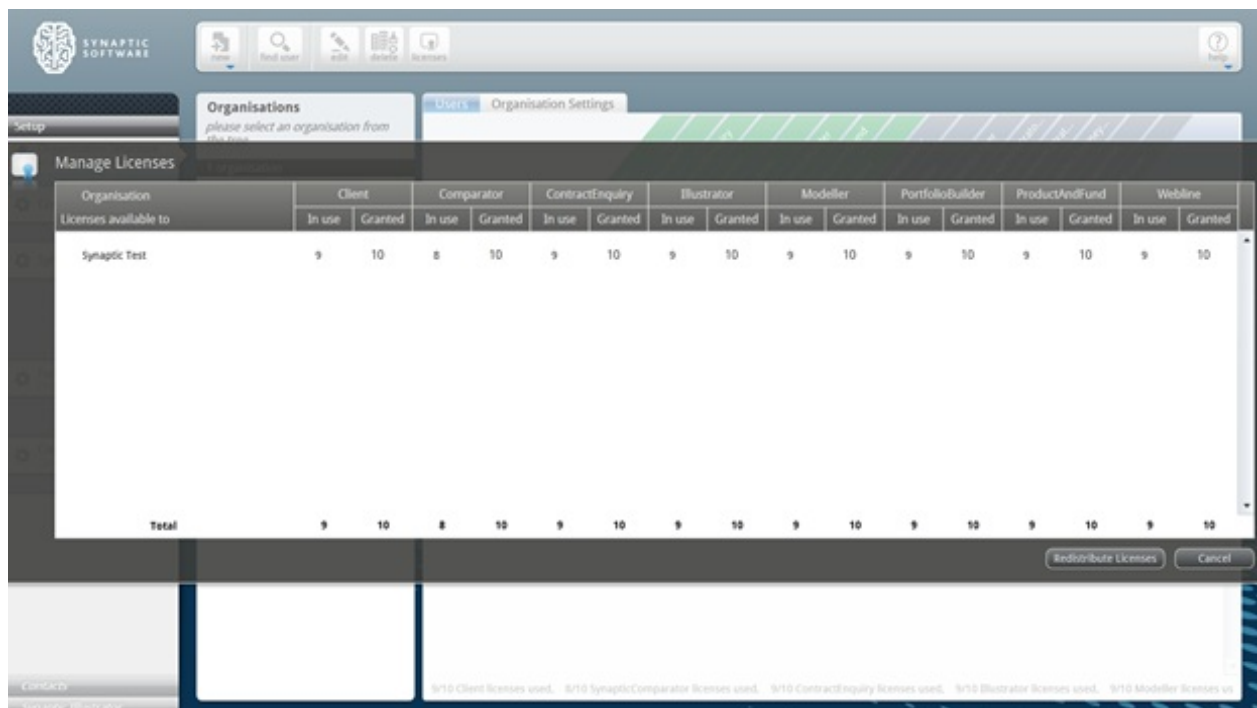 SYNAPTIC
SOFTWARE
new
find user
edit
delete
licenses
help
Organisations
please select an organisation from
the tree
Users
Organisation Settings
Setup
Manage Licenses
Organisation Client Comparator ContractEnquiry Illustrator Modeller PortfolioBuilder ProductAndFund Webline
Licenses available to In use Granted In use Granted In use Granted In use Granted In use Granted In use Granted In use Granted In use Granted
Synaptic Test 9 10 8 10 9 10 9 10 9 10 9 10 9 10 9 10
Total 9 10 8 10 9 10 9 10 9 10 9 10 9 10 9 10
Redistribute Licenses
Cancel
Contacts
9/10 Client licenses used, 8/10 SynapticComparator licenses used, 9/10 ContractEnquiry licenses used, 9/10 Illustrator licenses used, 9/10 Modeller licenses us